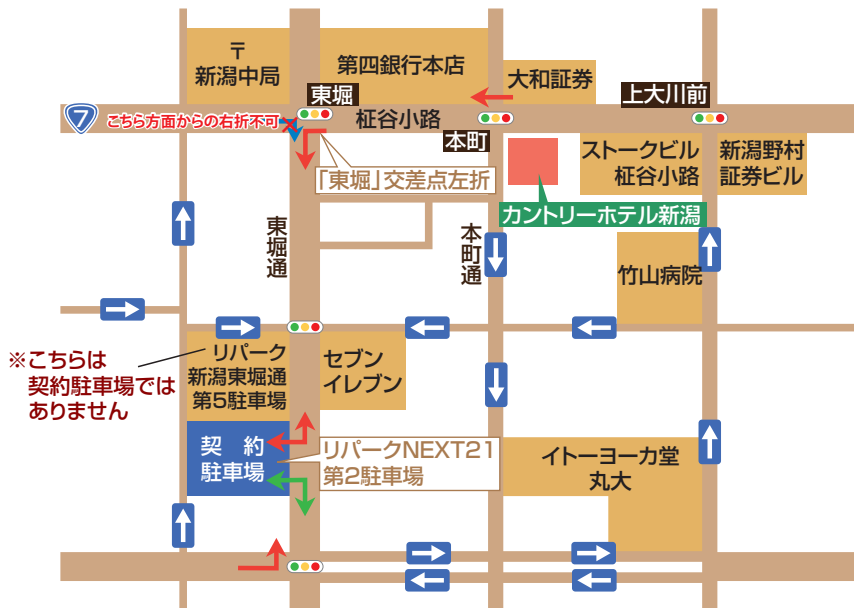 〒
新潟中局
第四銀行本店
大和証券
東堀
上大川前
7
こちら方面からの右折不可
柾谷小路
本町
「東堀」交差点左折
ストークビル
柾谷小路
新潟野村
証券ビル
カントリーホテル新潟
東堀通
本町通
竹山病院
※こちらは
契約駐車場では
ありません
リパーク
新潟東堀通
第5駐車場
セブン
イレブン
契約
駐車場
リパークNEXT21
第2駐車場
イトーヨーカ堂
丸大